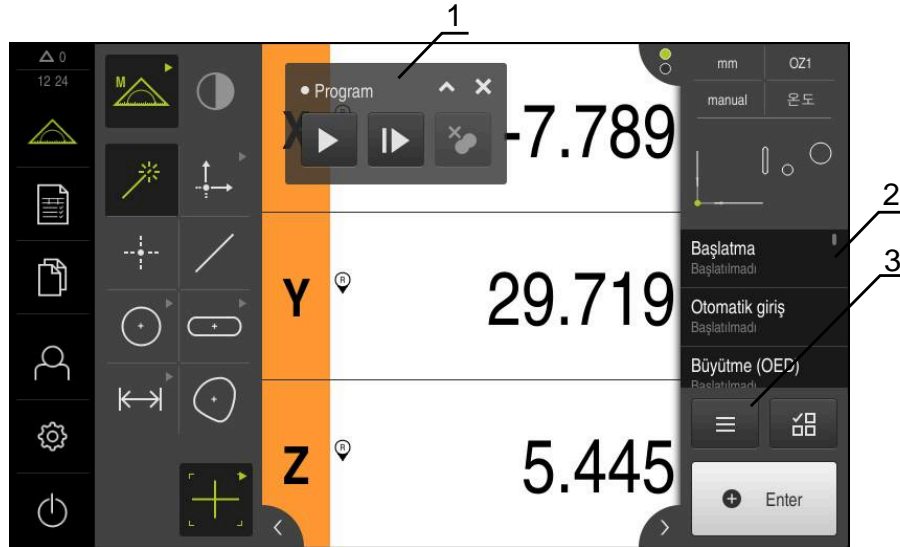 1
△ 0
12 24
M
Program
mm
OZ1
manual
온도
X
-7.789
2
Başlatma
Başlatılmadı
3
Y
R
29.719
Otomatik giriş
Başlatılmadı
Büyütme (OED)
Başlatılmadı
Z
R
5.445
Enter